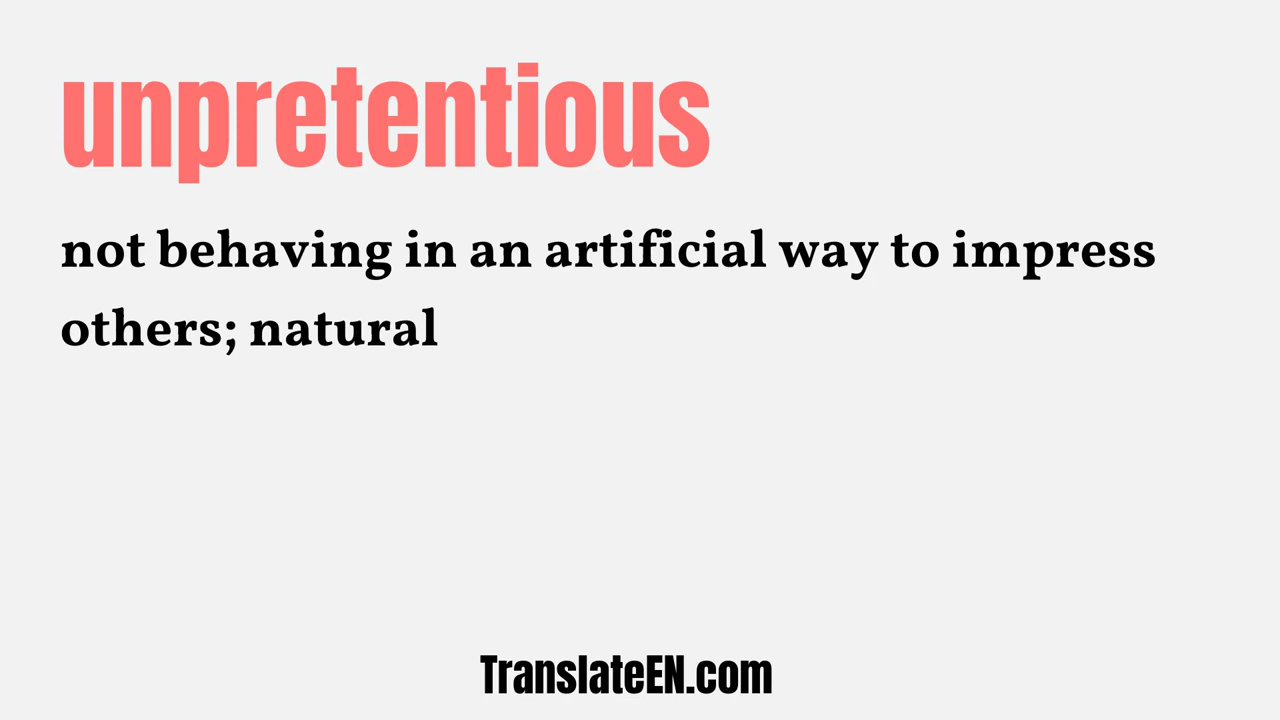 unpretentious
not behaving in an artificial way to impress
others; natural
TranslateEN.com